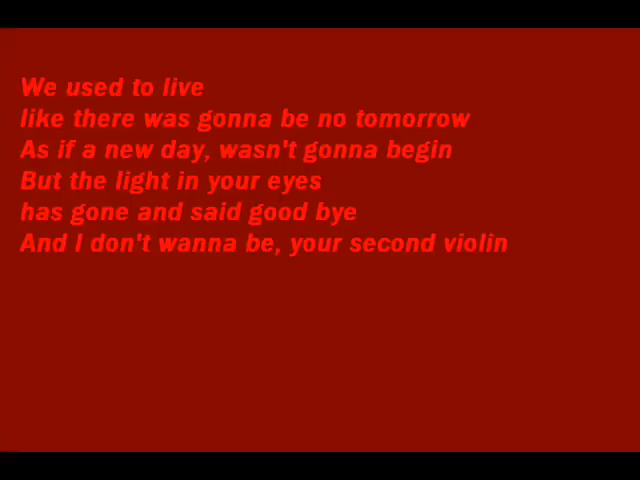 We used to live
like there was gonna be no tomorrow
As if a new day, wasn't gonna begin
But the light in your eyes
has gone and said good bye
And I don't wanna be, your second violin